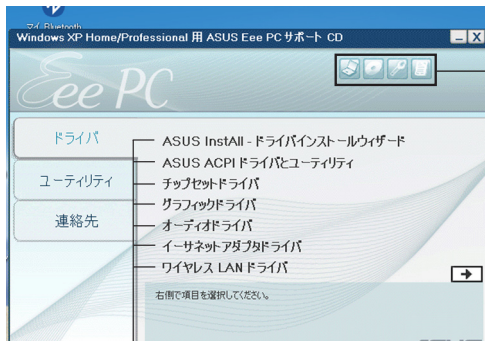 マイ Bluetooth
Windows XP Home/Professional 用 ASUS Eee PC サポート CD
Eee PC
ドライバ
ユーティリティ
連絡先
ASUS InstAll - ドライバインストールウィザード
ASUS ACPI ドライバとユーティリティ
チップセットドライバ
グラフィックドライバ
オーディオドライバ
イーサネットアダプタドライバ
ワイヤレス LAN ドライバ
右側で項目を選択してください。